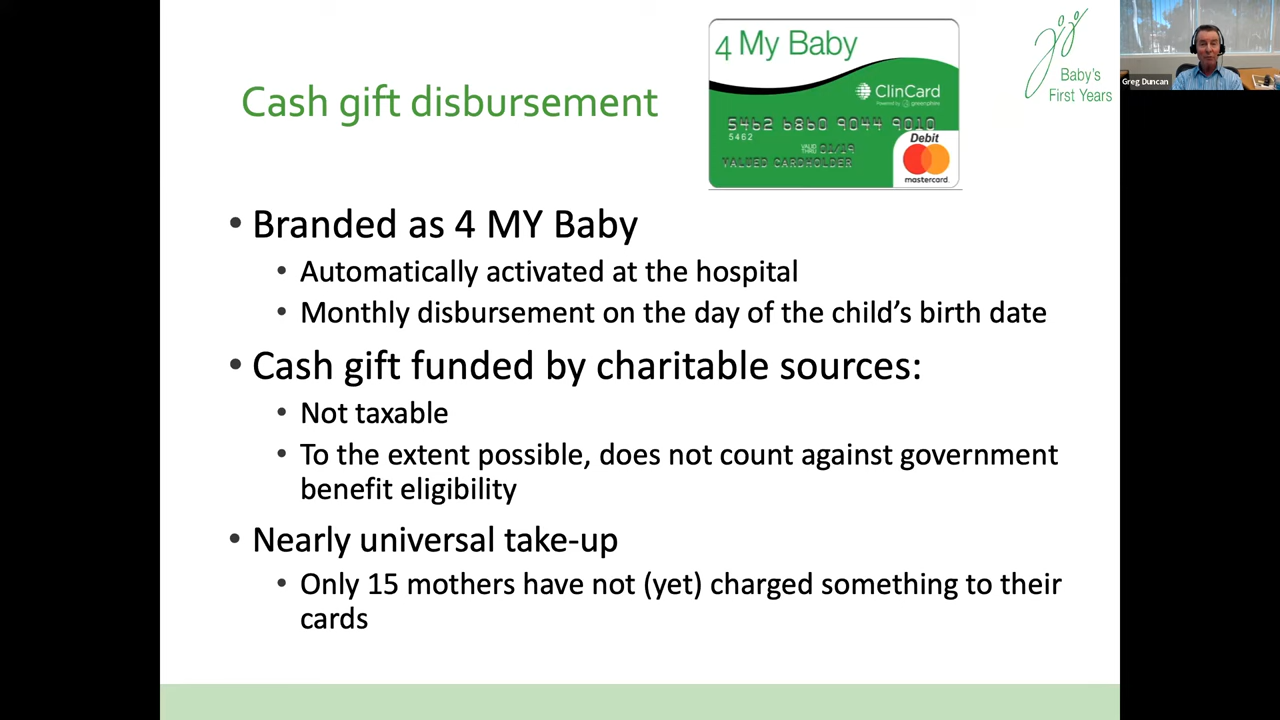 Cash gift disbursement
4 My Baby
ClinCard
Powered by greenphire
5462 6860 9044 9010
5462
VALID THRU 01/19
VALUED CARDHOLDER
Debit
mastercard.
Baby's
First Years
Greg Duncan
• Branded as 4 MY Baby
• Automatically activated at the hospital
• Monthly disbursement on the day of the child's birth date
• Cash gift funded by charitable sources:
• Not taxable
• To the extent possible, does not count against government
benefit eligibility
• Nearly universal take-up
• Only 15 mothers have not (yet) charged something to their
cards